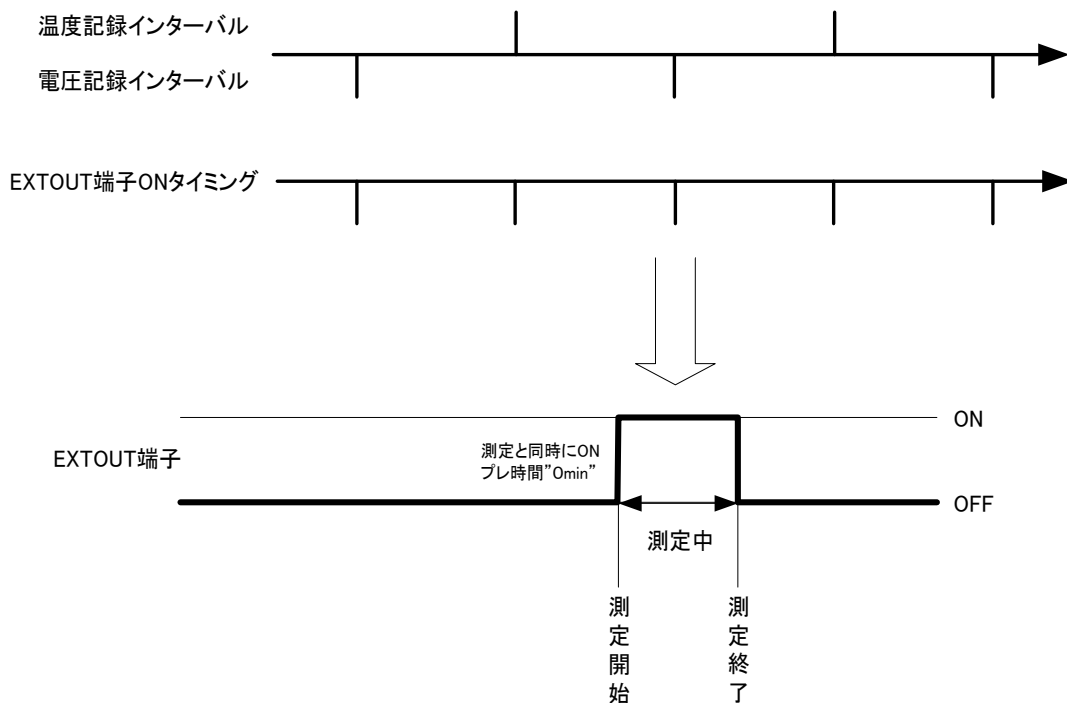 温度記録インターバル
電圧記録インターバル
EXTOUT端子ONタイミング
ON
EXTOUT端子
測定と同時にON
プレ時間”0min”
OFF
測定中
測定開始
測定終了